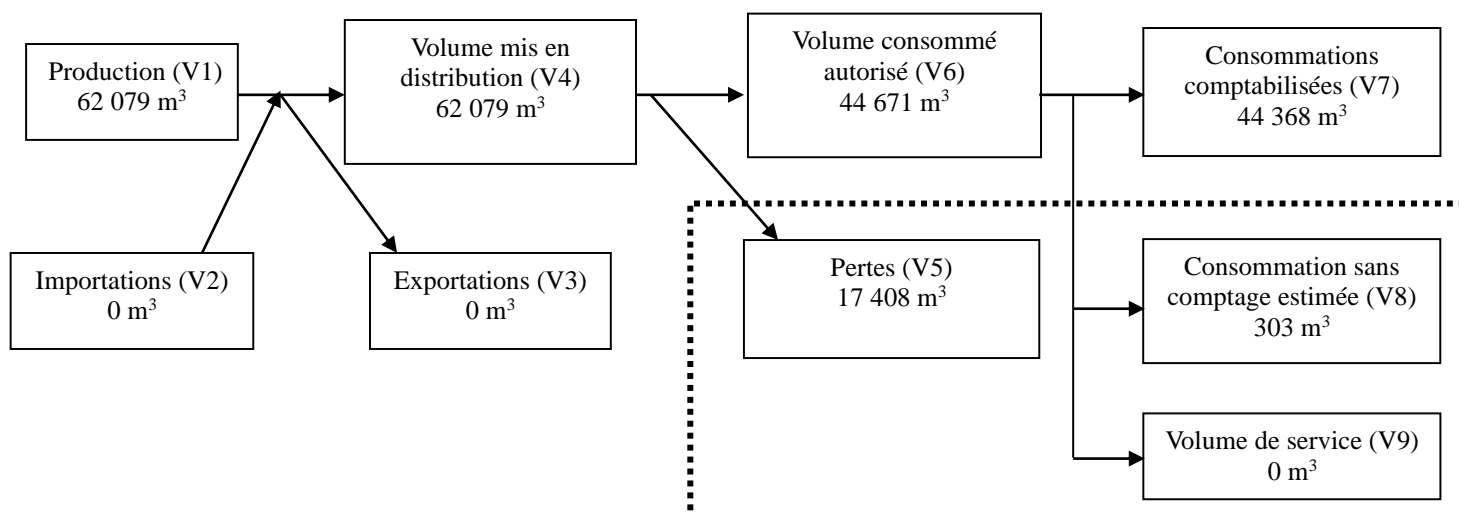 Production (V1)
62 079 m³
Volume mis en
distribution (V4)
62 079 m³
Volume consommé
autorisé (V6)
44 671 m³
Consommations
comptabilisées (V7)
44 368 m³
Importations (V2)
0 m³
Exportations (V3)
0 m³
Pertes (V5)
17 408 m³
Consommation sans
comptage estimée (V8)
303 m³
Volume de service (V9)
0 m³